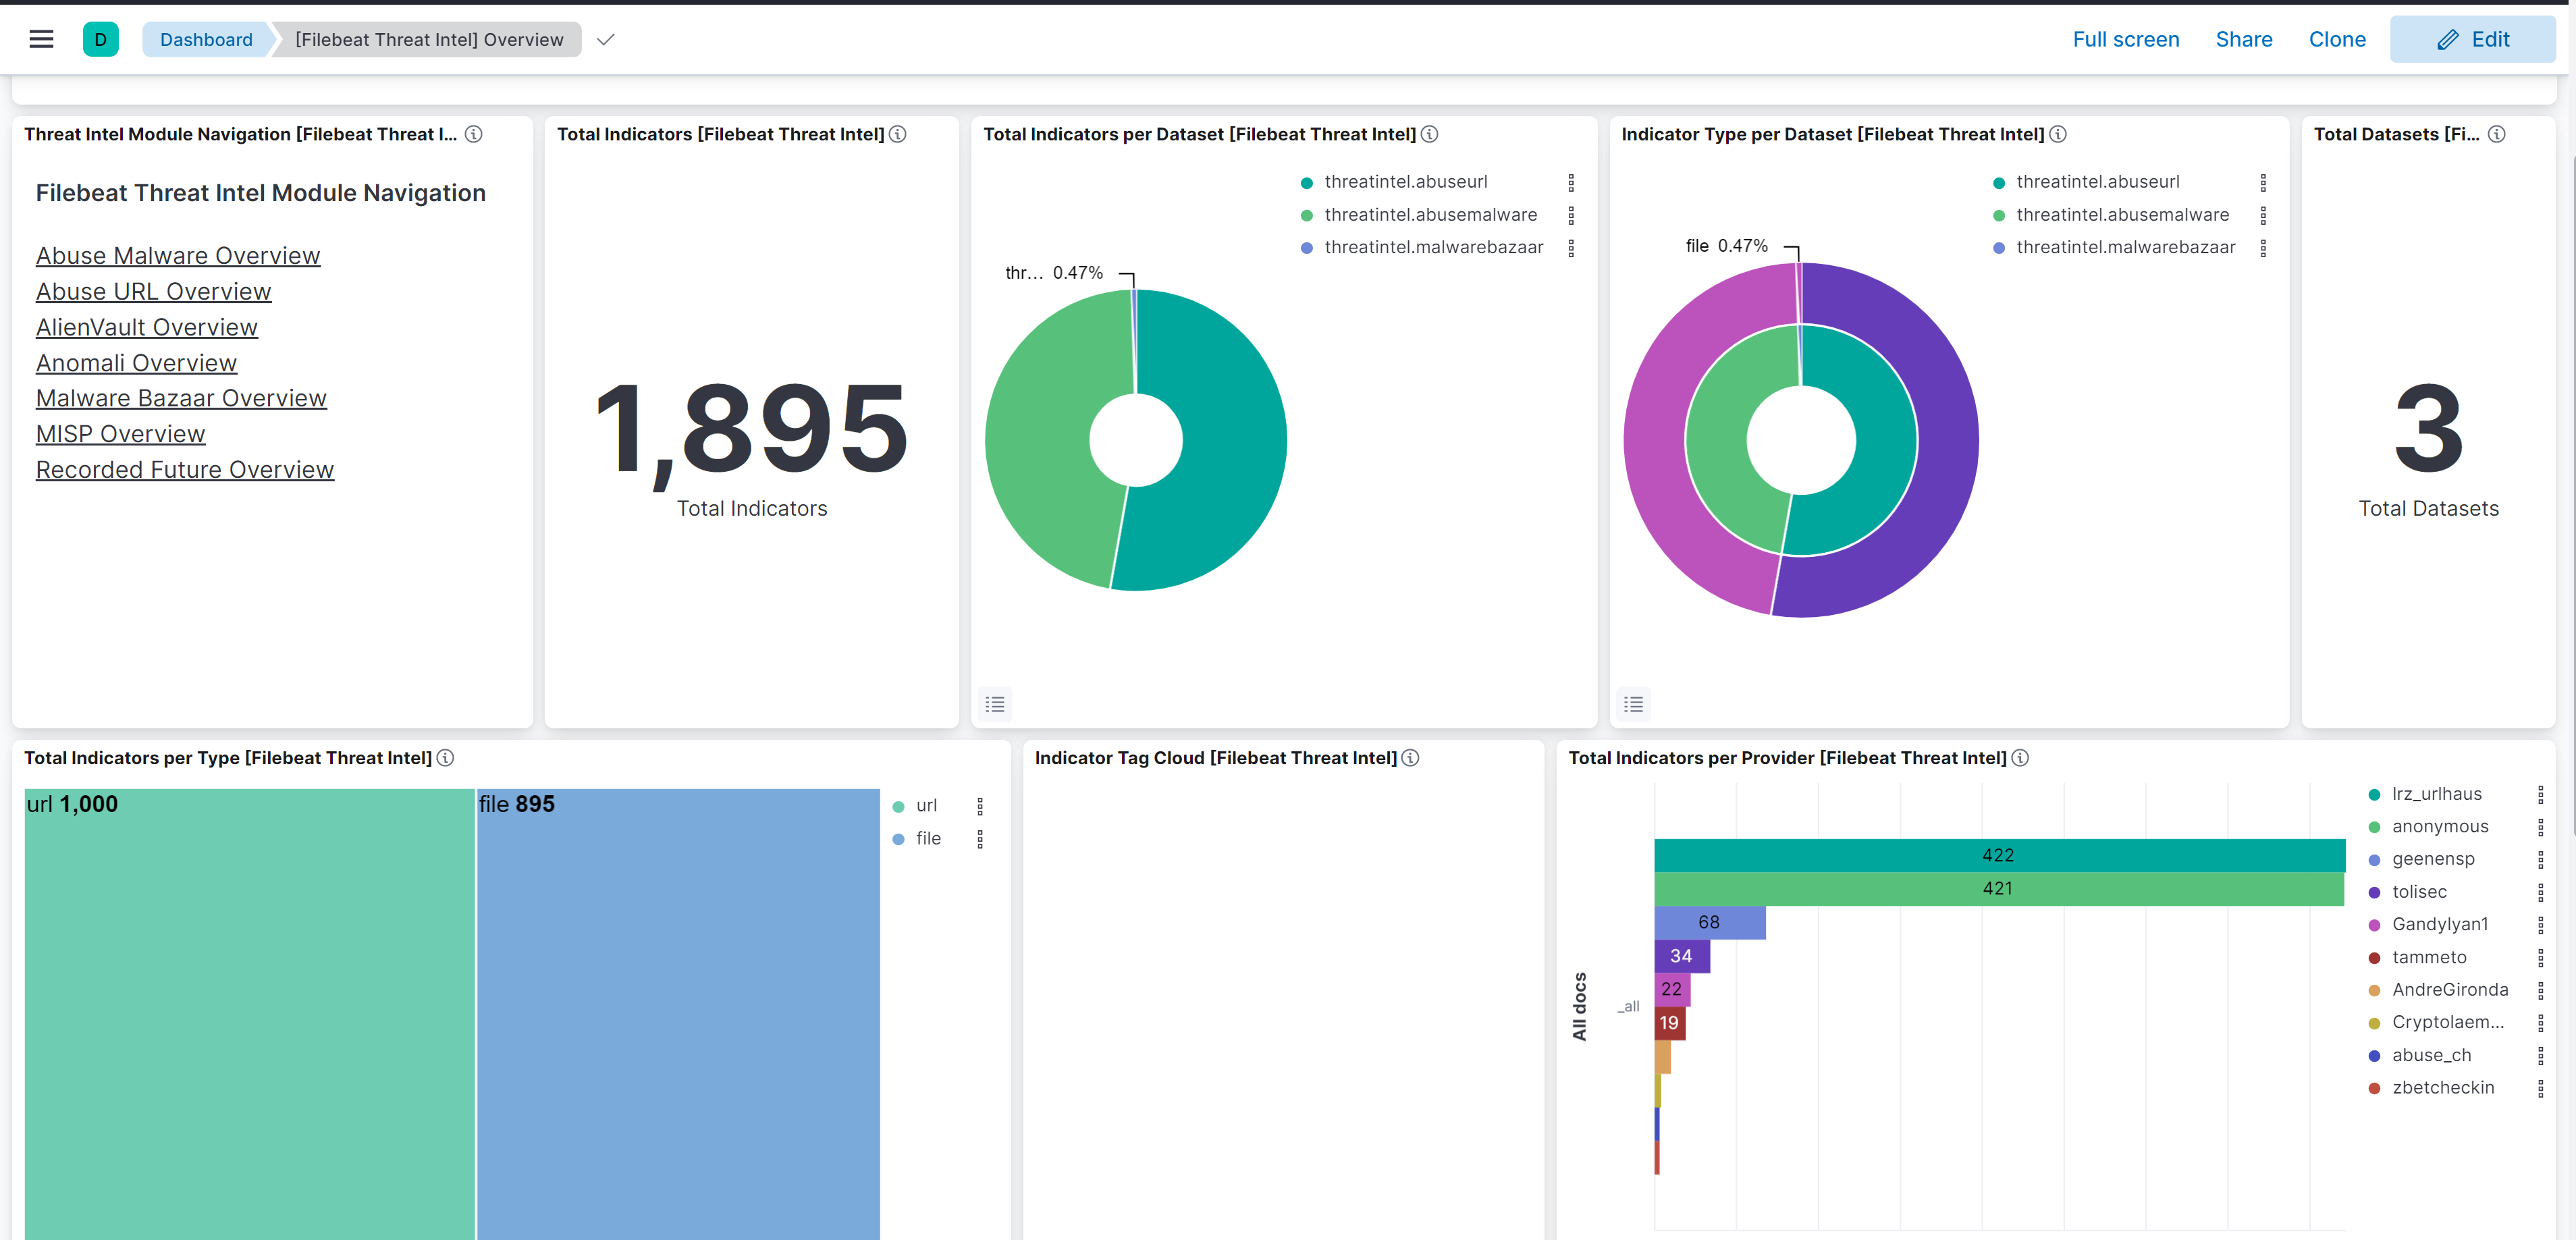 D
Dashboard
[Filebeat Threat Intel] Overview
Full screen
Share
Clone
Edit
Threat Intel Module Navigation [Filebeat Threat I...
Filebeat Threat Intel Module Navigation
Abuse Malware Overview
Abuse URL Overview
AlienVault Overview
Anomali Overview
Malware Bazaar Overview
MISP Overview
Recorded Future Overview
Total Indicators [Filebeat Threat Intel]
1,895
Total Indicators
Total Indicators per Dataset [Filebeat Threat Intel]
threatintel.abuseurl
threatintel.abusemalware
threatintel.malwarebazaar
thr... 0.47%
Indicator Type per Dataset [Filebeat Threat Intel]
threatintel.abuseurl
threatintel.abusemalware
threatintel.malwarebazaar
file 0.47%
Total Datasets [Fi...
3
Total Datasets
Total Indicators per Type [Filebeat Threat Intel]
url 1,000
file 895
url
file
Indicator Tag Cloud [Filebeat Threat Intel]
Total Indicators per Provider [Filebeat Threat Intel]
All docs
_all
422
421
68
34
22
19
lrz_urlhaus
anonymous
geenensp
tolisec
Gandylyan1
tammeto
AndreGironda
Cryptolaem...
abuse_ch
zbetcheckin